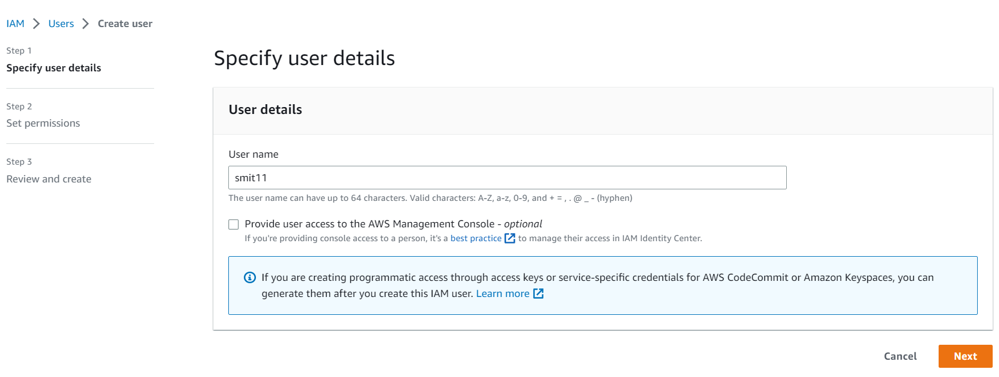 IAM > Users > Create user
Step 1
Specify user details
Step 2
Set permissions
Step 3
Review and create
Specify user details
User details
User name
smit11
The user name can have up to 64 characters. Valid characters: A-Z, a-z, 0-9, and + = , . @ _ - (hyphen)
Provide user access to the AWS Management Console - optional
If you're providing console access to a person, it's a best practice to manage their access in IAM Identity Center.
If you are creating programmatic access through access keys or service-specific credentials for AWS CodeCommit or Amazon Keyspaces, you can
generate them after you create this IAM user. Learn more
Cancel
Next